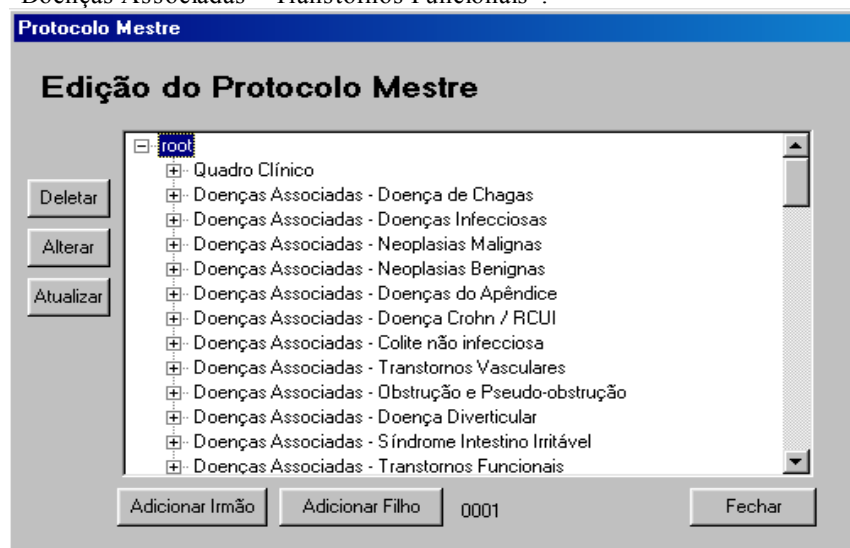 "Doenças Associadas – Transtornos Funcionais".
Protocolo Mestre
Edição do Protocolo Mestre
root
Quadro Clínico
Doenças Associadas - Doença de Chagas
Doenças Associadas - Doenças Infecciosas
Doenças Associadas - Neoplasias Malignas
Doenças Associadas - Neoplasias Benignas
Doenças Associadas - Doenças do Apêndice
Doenças Associadas - Doença Crohn / RCUI
Doenças Associadas - Colite não infecciosa
Doenças Associadas - Transtornos Vasculares
Doenças Associadas - Obstrução e Pseudo-obstrução
Doenças Associadas - Doença Diverticular
Doenças Associadas - Síndrome Intestino Irritável
Doenças Associadas - Transtornos Funcionais
Deletar
Alterar
Atualizar
Adicionar Irmão Adicionar Filho 0001 Fechar